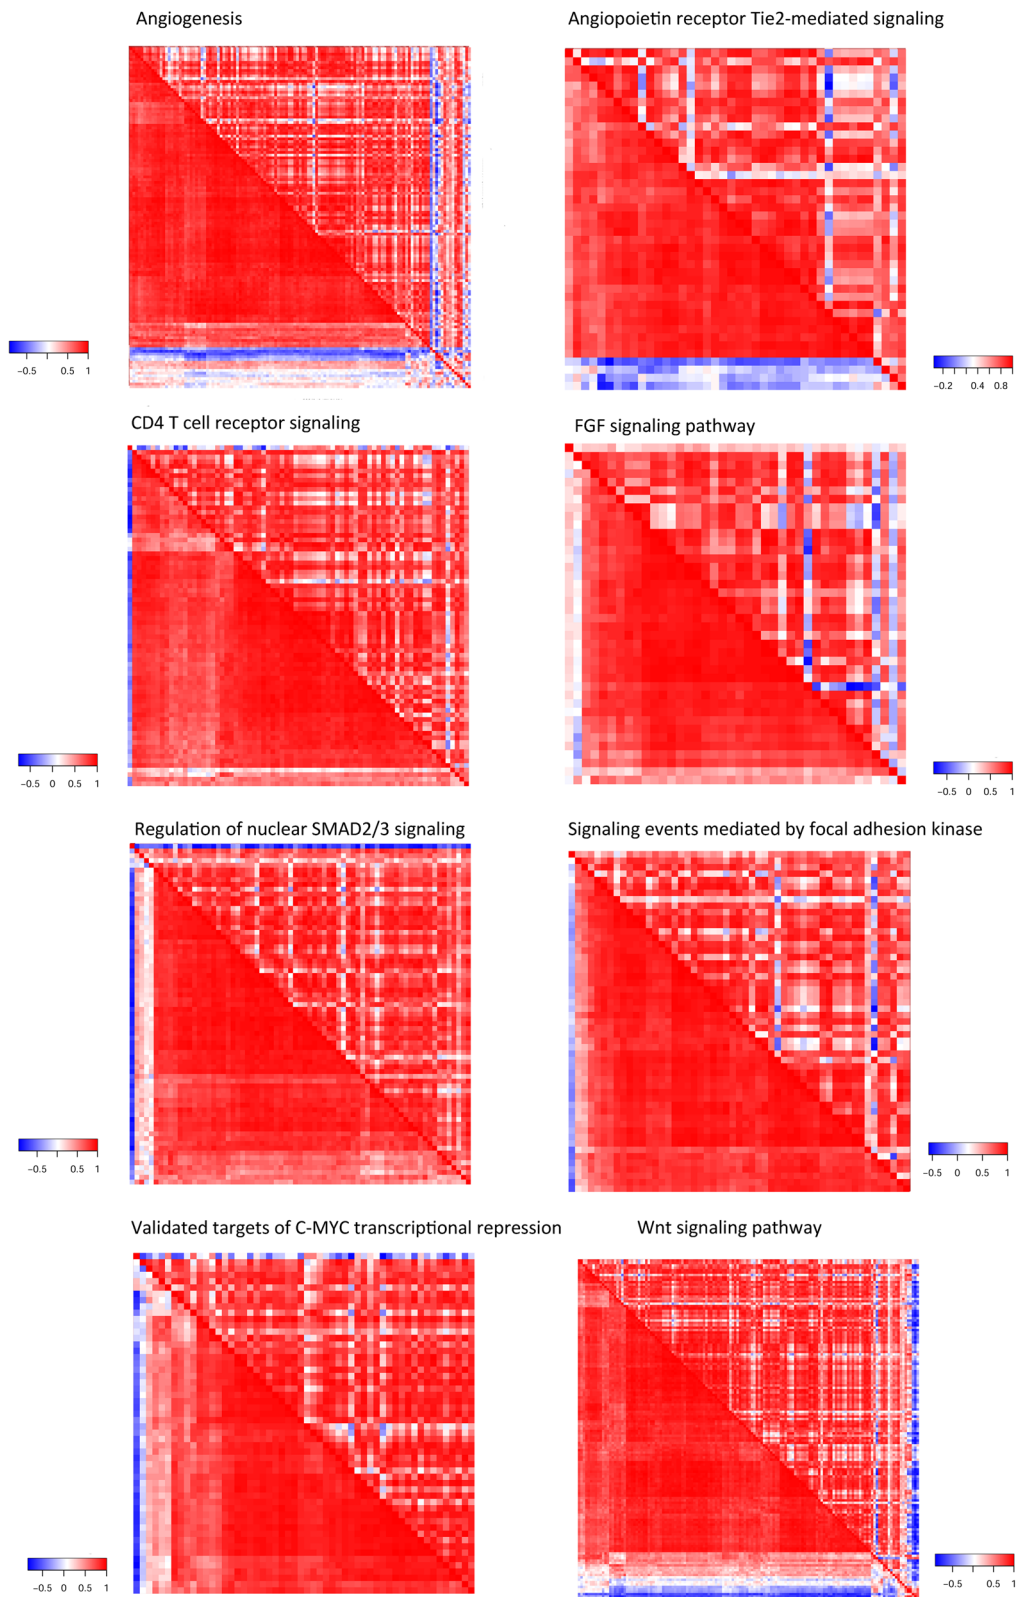 Angiogenesis
Angiopoietin receptor Tie2-mediated signaling
−0.5 0.5 1
−0.2 0.4 0.8
CD4 T cell receptor signaling
FGF signaling pathway
−0.5 0 0.5 1
−0.5 0 0.5 1
Regulation of nuclear SMAD2/3 signaling
Signaling events mediated by focal adhesion kinase
−0.5 0.5 1
−0.5 0 0.5 1
Validated targets of C-MYC transcriptional repression
Wnt signaling pathway
−0.5 0 0.5 1
−0.5 0.5 1